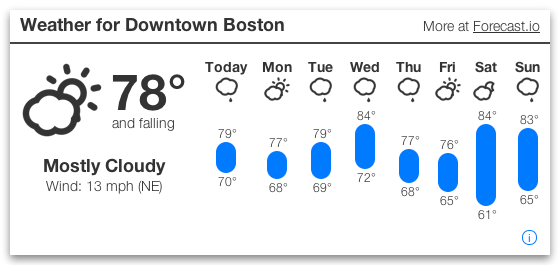 Weather for Downtown Boston
More at Forecast.io
78°
and falling
Mostly Cloudy
Wind: 13 mph (NE)
Today Mon Tue Wed Thu Fri Sat Sun
79° 77° 79° 84° 77° 76° 84° 83°
70° 68° 69° 72° 68° 65° 61° 65°
i